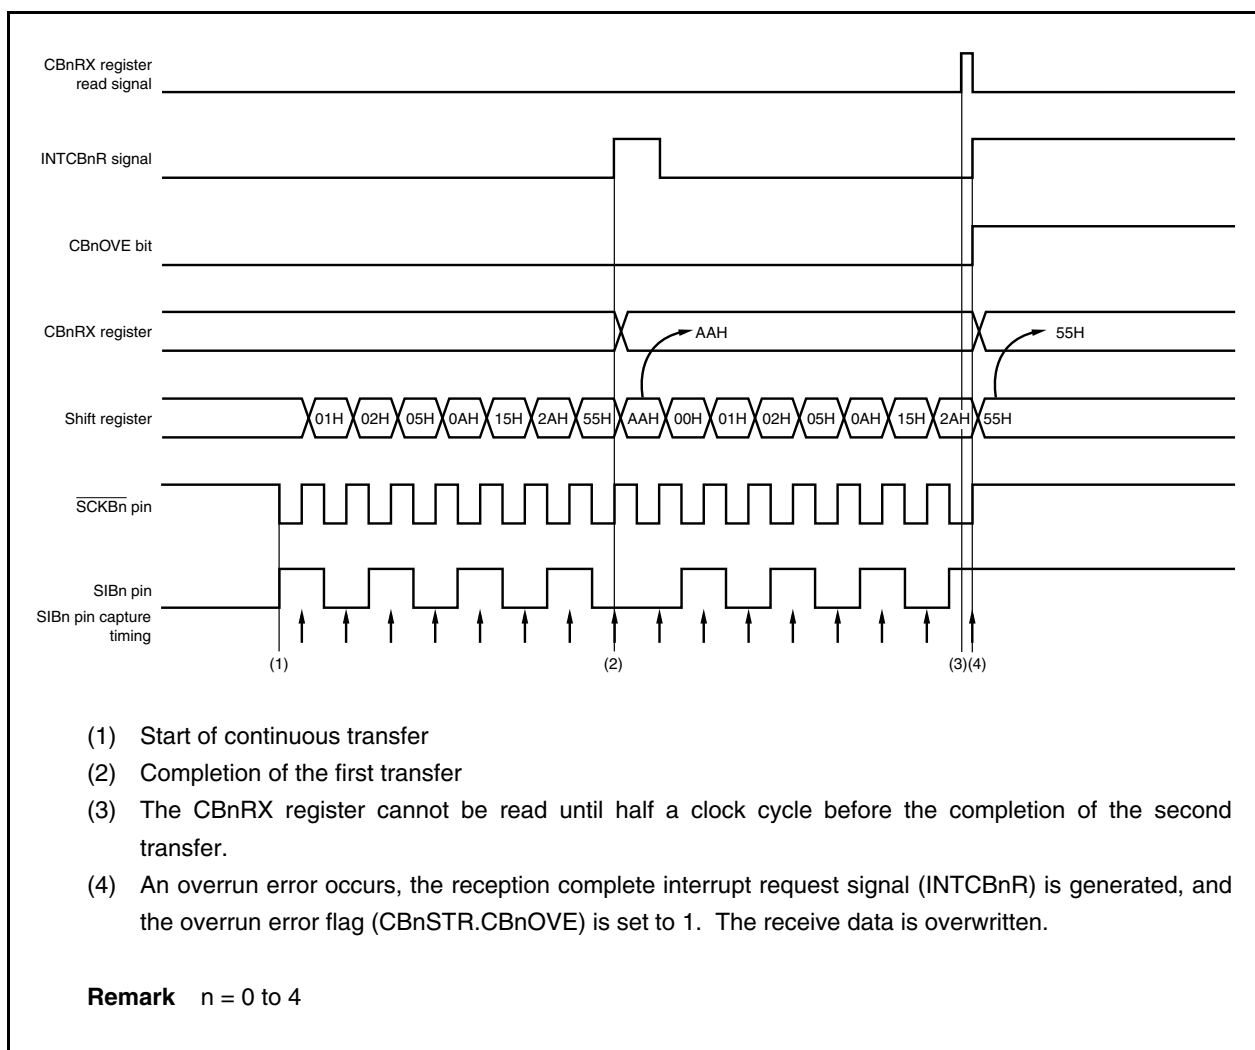 CBnRX register
read signal
INTCBnR signal
CBnOVE bit
CBnRX register
AAH
55H
Shift register
01H 02H 05H 0AH 15H 2AH 55H AAH 00H 01H 02H 05H 0AH 15H 2AH 55H
SCKBn pin
SIBn pin
SIBn pin capture
timing
(1) (2) (3) (4)
(1) Start of continuous transfer
(2) Completion of the first transfer
(3) The CBnRX register cannot be read until half a clock cycle before the completion of the second
transfer.
(4) An overrun error occurs, the reception complete interrupt request signal (INTCBnR) is generated, and
the overrun error flag (CBnSTR.CBnOVE) is set to 1. The receive data is overwritten.
Remark n = 0 to 4